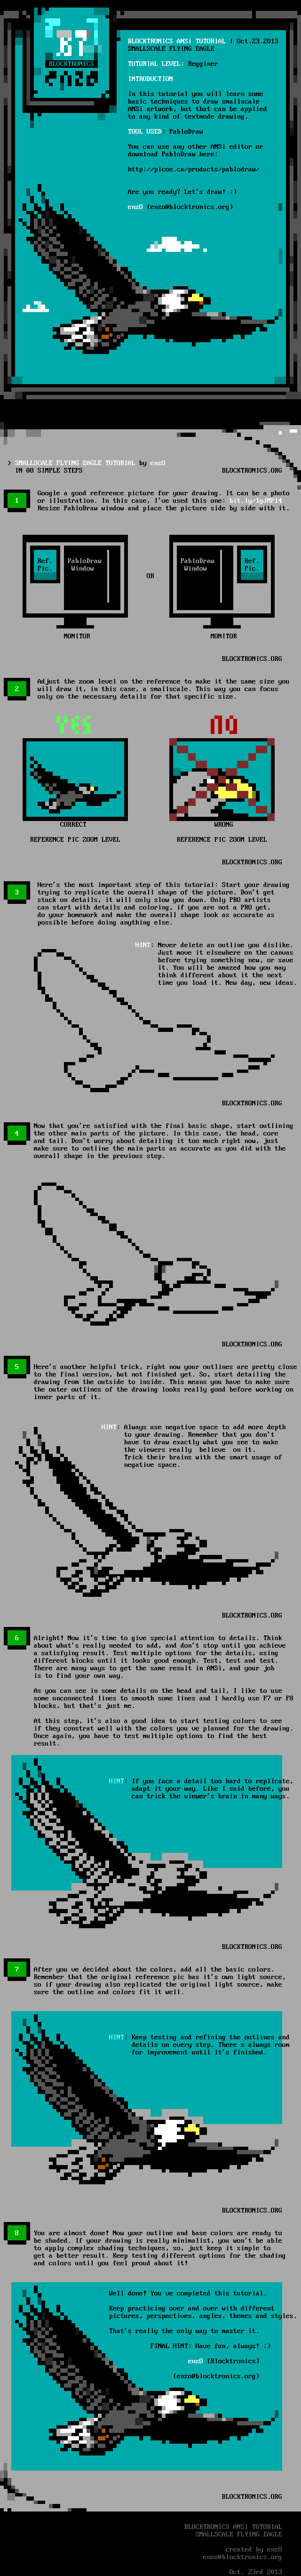 BT
BLOCKTRONICS
ENZO
BLOCKTRONICS ANSi TUTORIAL | Oct.23.2013
SMALLSCALE FLYING EAGLE
TUTORIAL LEVEL: Begginer
INTRODUCTION
In this tutorial you will learn some
basic techniques to draw smallscale
ANSi artwork, but that can be applied
to any kind of textmode drawing.
TOOL USED: PabloDraw
You can use any other ANSi editor or
download PabloDraw here:
http://picoe.ca/products/pablodraw/
Are you ready? Let's draw! :)
enzO (enzo@blocktronics.org)
> SMALLSCALE FLYING EAGLE TUTORIAL by enzO
IN 08 SIMPLE STEPS
BLOCKTRONICS.ORG
1
Google a good reference picture for your drawing. It can be a photo
or illustration. In this case, I've used this one:
Resize PabloDraw window and place the picture side by side with it.
Ref.
Pic.
PabloDraw
Window
OR
PabloDraw
Window
Ref.
Pic.
MONITOR
MONITOR
BLOCKTRONICS.ORG
2
Adjust the zoom level on the reference to make it the same size you
will draw it, in this case, a smallscale. This way you can focus
only on the necessary details for that specific size.
YES
NO
CORRECT
WRONG
REFERENCE PIC ZOOM LEVEL
REFERENCE PIC ZOOM LEVEL
BLOCKTRONICS.ORG
3
Here's the most important step of this tutorial: Start your drawing
trying to replicate the overall shape of the picture. Don't get
stuck on details, it will only slow you down. Only PRO artists
can start with details and coloring, if you are not a PRO yet,
do your homework and make the overall shape look as accurate as
possible before doing anything else.
HINT: Never delete an outline you dislike.
Just move it elsewhere on the canvas
before trying something new, or save
it. You will be amazed how you may
think different about it the next
time you load it. New day, new ideas.
BLOCKTRONICS.ORG
4
Now that you're satisfied with the final basic shape, start outlining
the other main parts of the picture. In this case, the head, core
and tail. Don't worry about detailing it too much right now, just
make sure to outline the main parts as accurate as you did with the
overall shape in the previous step.
BLOCKTRONICS.ORG
5
Here's another helpful trick, right now your outlines are pretty close
to the final version, but not finished yet. So, start detailing the
drawing from the outside to inside. This means you have to make sure
the outer outlines of the drawing looks really good before working on
inner parts of it.
HINT: Always use negative space to add more depth
to your drawing. Remember that you don't
have to draw exactly what you see to make
the viewers really believe on it.
Trick their brains with the smart usage of
negative space.
BLOCKTRONICS.ORG
6
Alright! Now it's time to give special attention to details. Think
about what's really needed to add, and don't stop until you achieve
a satisfying result. Test multiple options for the details, using
different blocks until it looks good enough. Test, test and test.
There are many ways to get the same result in ANSi, and your job
is to find your own way.
As you can see in some details on the head and tail, I like to use
some unconnected lines to smooth some lines and I hardly use F7 or F8
blocks, but that's just me.
At this step, it's also a good idea to start testing colors to see
if they constrat well with the colors you've planned for the drawing.
Once again, you have to test multiple options to find the best
result.
HINT: If you face a detail too hard to replicate,
adapt it your way. Like I said before, you
can trick the viewer's brain in many ways.
BLOCKTRONICS.ORG
7
After you've decided about the colors, add all the basic colors.
Remember that the original reference pic has it's own light source,
so if your drawing also replicated the original light source, make
sure the outline and colors fit it well.
HINT: Keep testing and refining the outlines and
details on every step. There s always room
for improvement until it's finished.
BLOCKTRONICS.ORG
8
You are almost done! Now your outline and base colors are ready to
be shaded. If your drawing is really minimalist, you won't be able
to apply complex shading techniques, so, just keep it simple to
get a better result. Keep testing different options for the shading
and colors until you feel proud about it!
Well done! You've completed this tutorial.
Keep practicing over and over with different
pictures, perspectives, angles, themes and styles.
That's really the only way to master it.
FINAL HINT: Have fun, always! ;)
enzO [Blocktronics]
(enzo@blocktronics.org)
BLOCKTRONICS.ORG
BLOCKTRONICS ANSI TUTORIAL
SMALLSCALE FLYING EAGLE
created by enzO
enzo@blocktronics.org
Oct. 23rd 2013